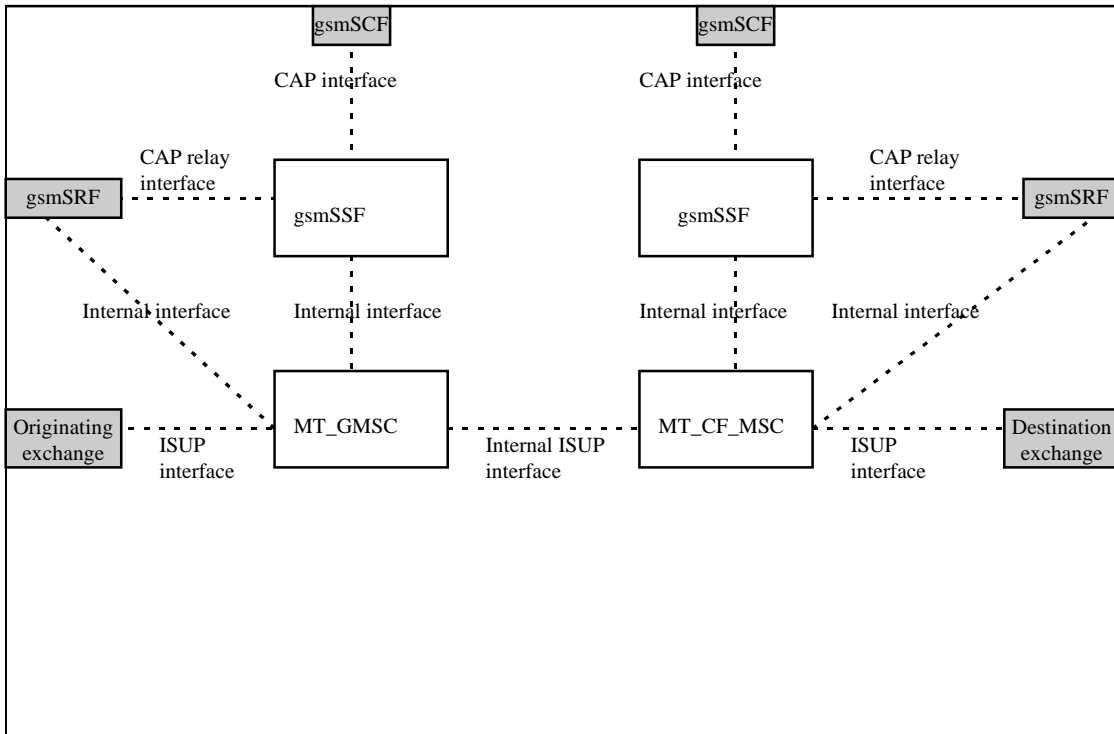 gsmSCF
gsmSCF
CAP interface
CAP interface
CAP relay
interface
CAP relay
interface
gsmSRF
gsmSSF
gsmSSF
gsmSRF
Internal interface
Internal interface
Internal interface
Internal interface
Originating
exchange
ISUP
interface
MT_GMSC
Internal ISUP
interface
MT_CF_MSC
ISUP
interface
Destination
exchange